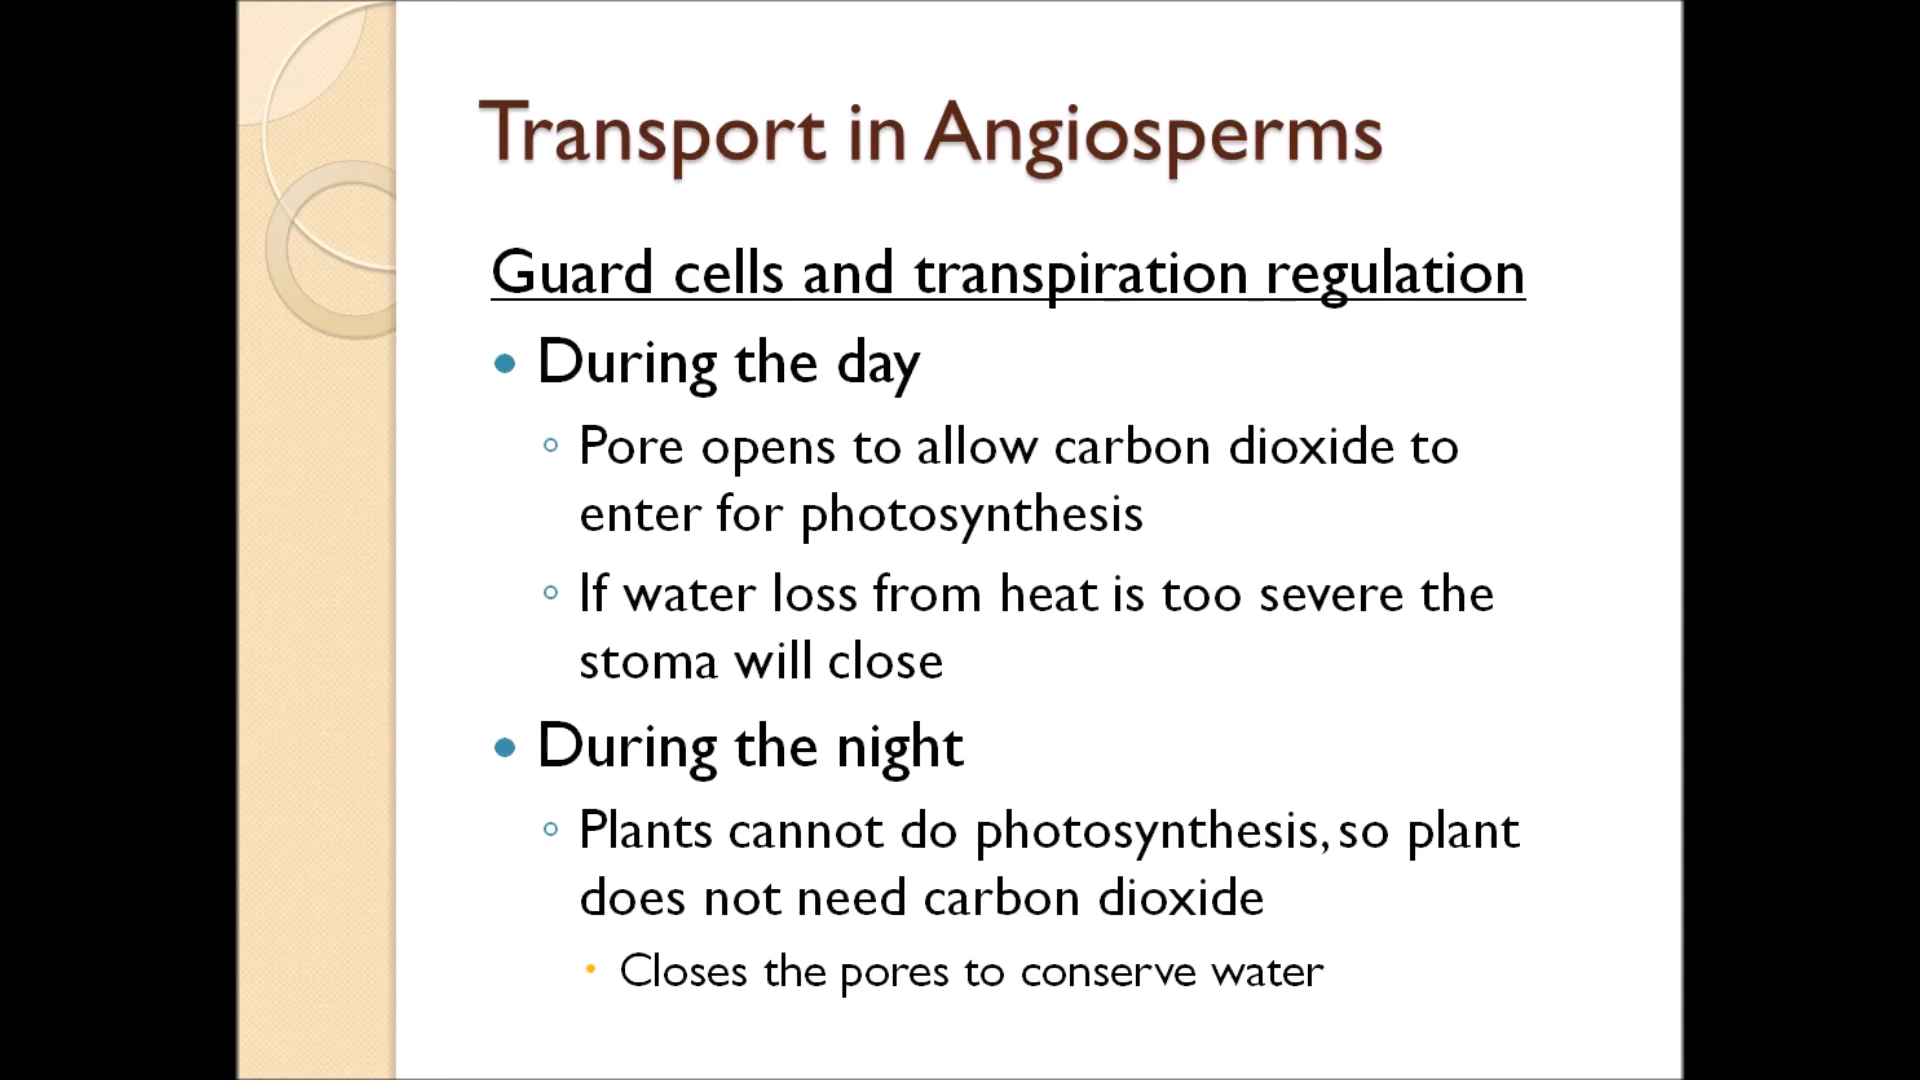 Transport in Angiosperms
Guard cells and transpiration regulation
• During the day
◦ Pore opens to allow carbon dioxide to
enter for photosynthesis
◦ If water loss from heat is too severe the
stoma will close
• During the night
◦ Plants cannot do photosynthesis, so plant
does not need carbon dioxide
• Closes the pores to conserve water